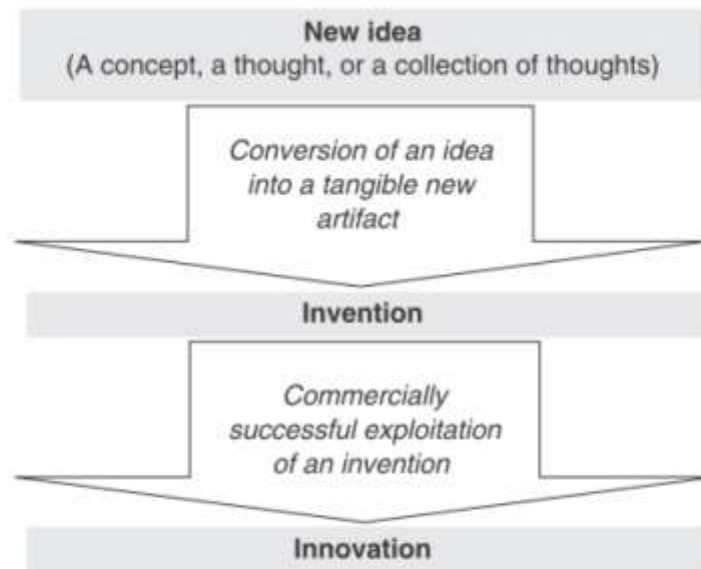 New idea
(A concept, a thought, or a collection of thoughts)
Conversion of an idea
into a tangible new
artifact
Invention
Commercially
successful exploitation
of an invention
Innovation